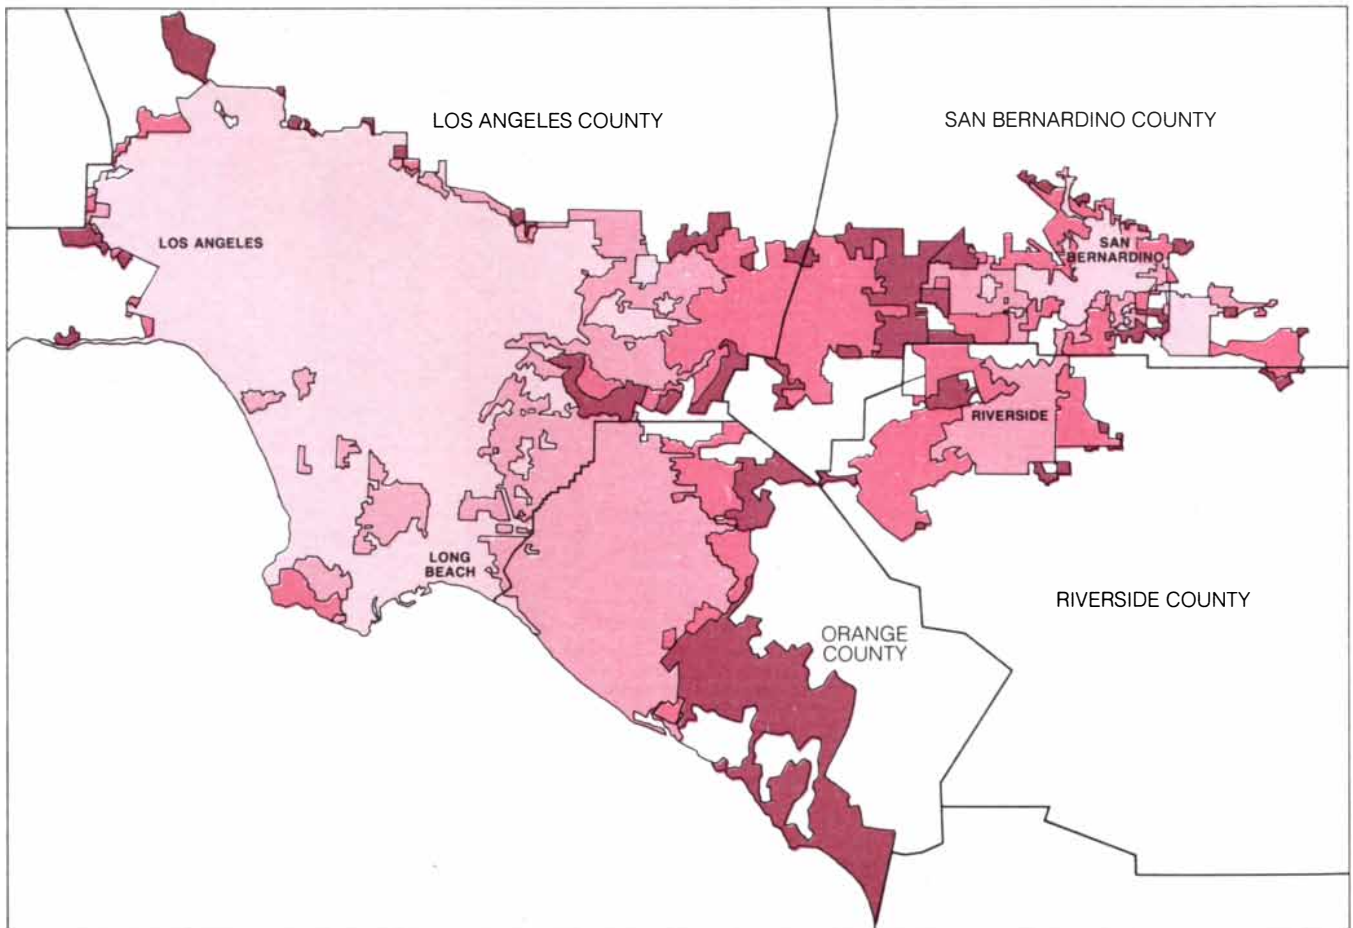 LOS ANGELES COUNTY
SAN BERNARDINO COUNTY
LOS ANGELES
SAN
BERNARDINO
RIVERSIDE
LONG
BEACH
RIVERSIDE COUNTY
ORANGE
COUNTY